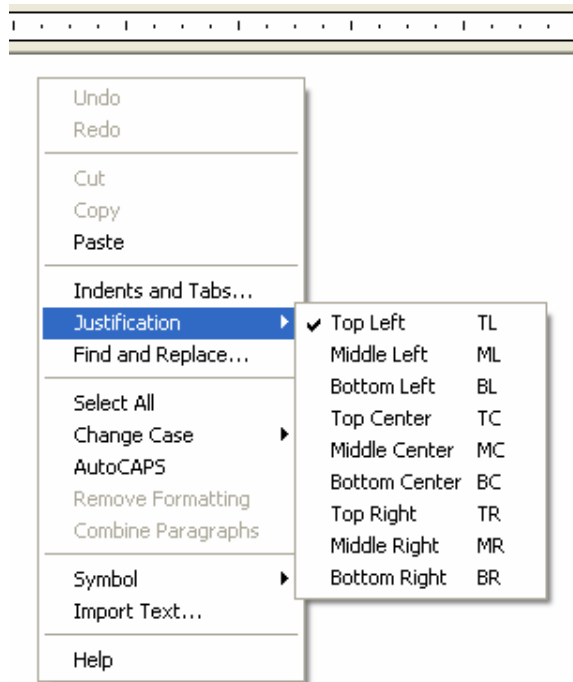 Undo
Redo
Cut
Copy
Paste
Indents and Tabs...
Justification
Find and Replace...
Select All
Change Case
AutoCAPS
Remove Formatting
Combine Paragraphs
Symbol
Import Text...
Help
Top Left TL
Middle Left ML
Bottom Left BL
Top Center TC
Middle Center MC
Bottom Center BC
Top Right TR
Middle Right MR
Bottom Right BR